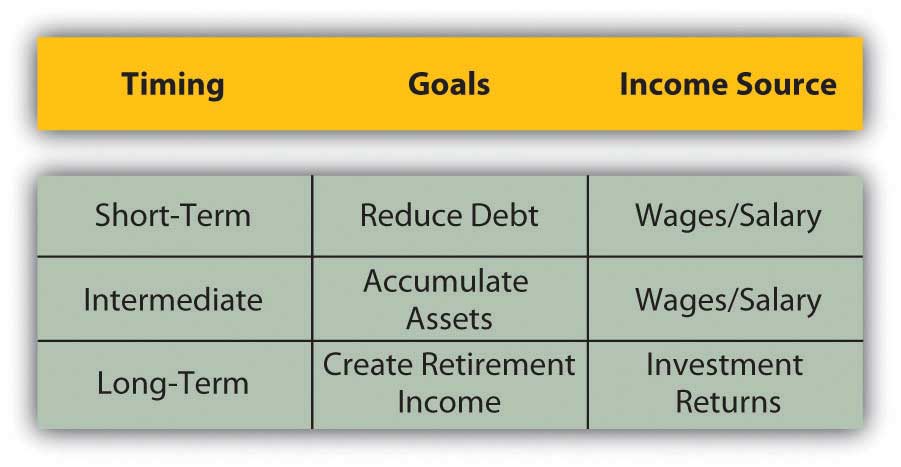 Timing Goals Income Source
Short-Term Reduce Debt Wages/Salary
Intermediate Accumulate Assets Wages/Salary
Long-Term Create Retirement Income Investment Returns